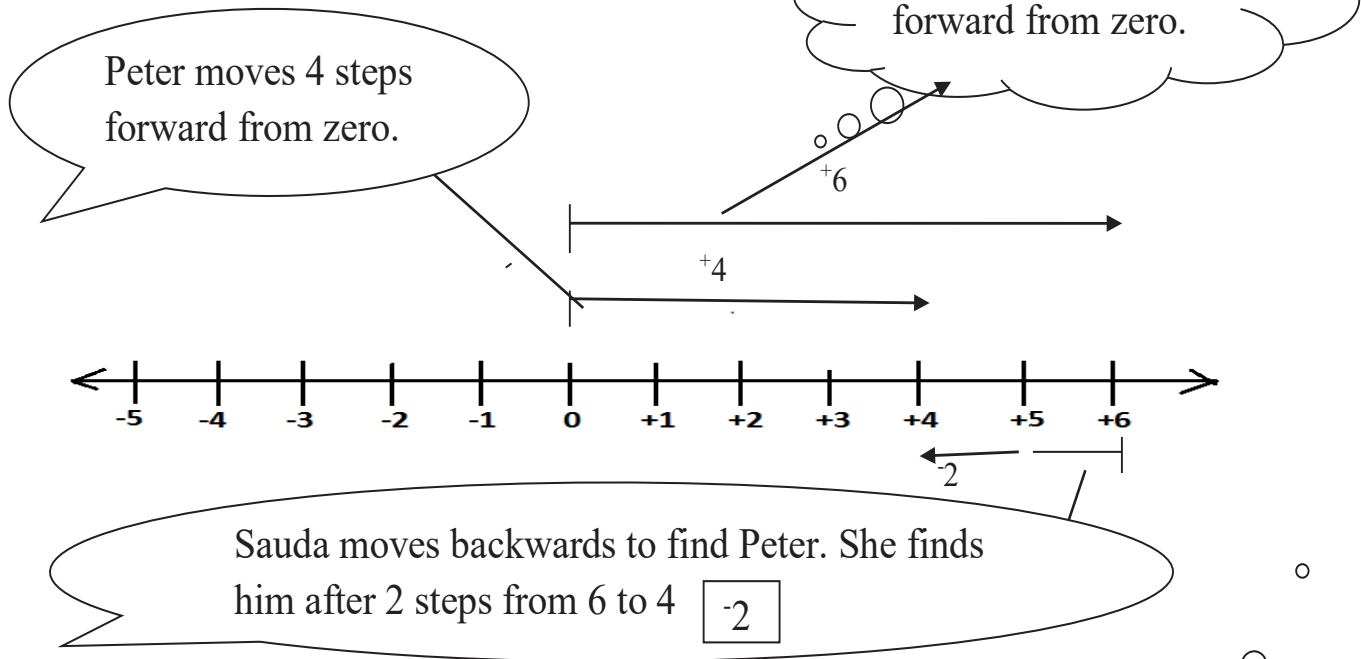 forward from zero.
Peter moves 4 steps
forward from zero.
+6
+4
-5 -4 -3 -2 -1 0 +1 +2 +3 +4 +5 +6
-2
Sauda moves backwards to find Peter. She finds
him after 2 steps from 6 to 4 -2